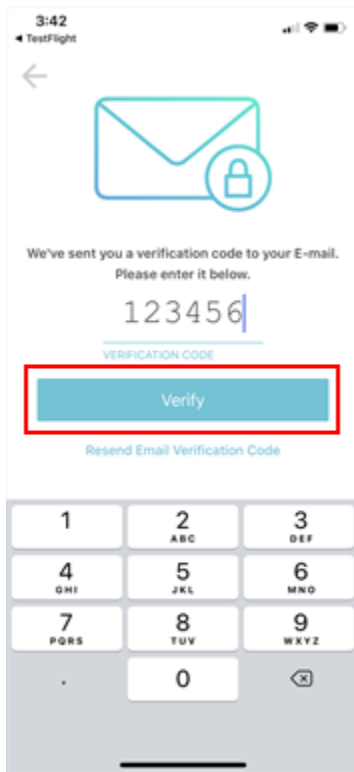 3:42
◀ TestFlight
We've sent you a verification code to your E-mail.
Please enter it below.
123456
VERIFICATION CODE
Verify
Resend Email Verification Code
1 2 3
ABC DEF
4 5 6
GHI JKL MNO
7 8 9
PQRS TUV WXYZ
. 0